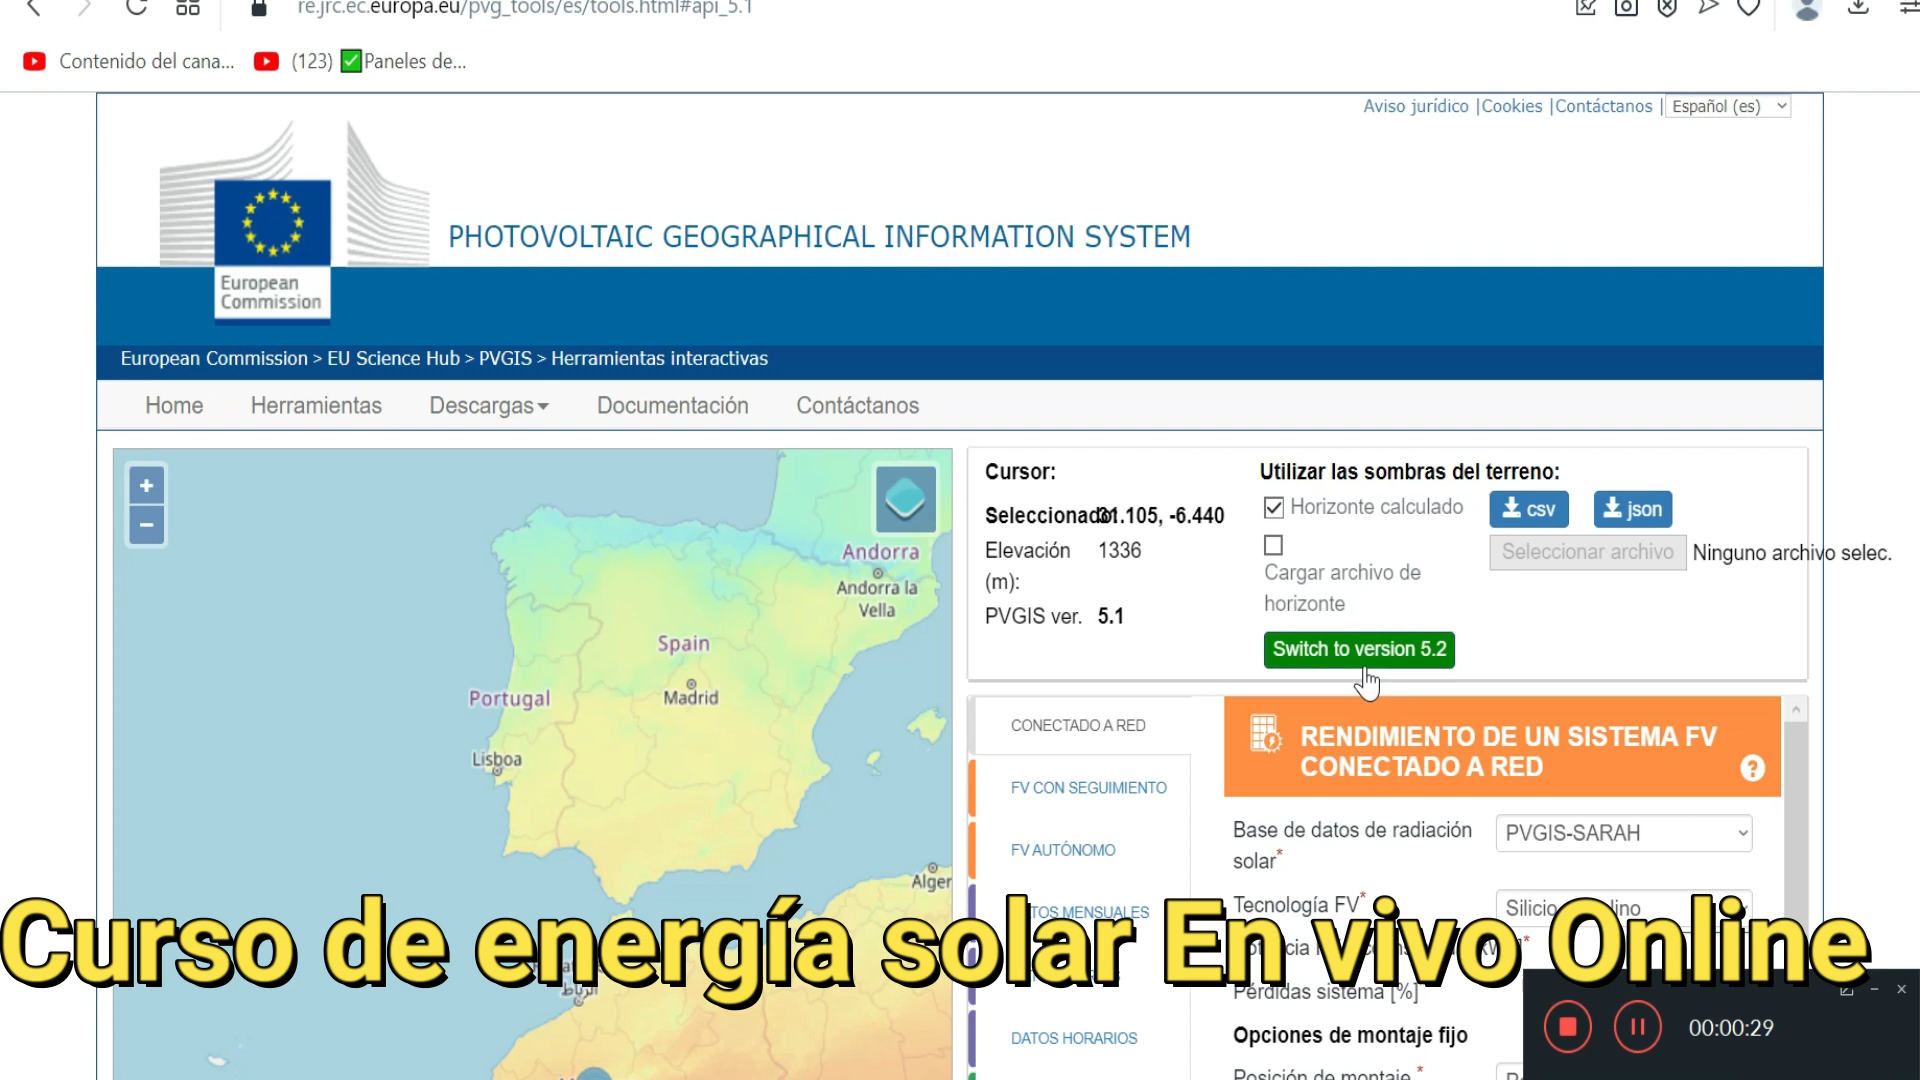 re.jrc.ec.europa.eu/pvg_tools/es/tools.html#api_5.1
Contenido del cana...
(123) ✅Paneles de...
Aviso jurídico |Cookies |Contáctanos | Español (es)
European
Commission
PHOTOVOLTAIC GEOGRAPHICAL INFORMATION SYSTEM
European Commission > EU Science Hub > PVGIS > Herramientas interactivas
Home Herramientas Descargas Documentación Contáctanos
+
−
Andorra
Andorra la
Vella
Spain
Madrid
Portugal
Lisboa
Alger
Cursor:
Seleccionado: 31.105, -6.440
Elevación 1336
(m):
PVGIS ver. 5.1
Utilizar las sombras del terreno:
Horizonte calculado csv json
Seleccionar archivo Ninguno archivo selec.
Cargar archivo de
horizonte
Switch to version 5.2
CONECTADO A RED
FV CON SEGUIMIENTO
FV AUTÓNOMO
TOS MENSUALES
DATOS HORARIOS
RENDIMIENTO DE UN SISTEMA FV
CONECTADO A RED
?
Base de datos de radiación
solar* PVGIS-SARAH
Tecnología FV*
Pérdidas sistema [%]
Opciones de montaje fijo
Posición de montaje *
Curso de energía solar En vivo Online
00:00:29